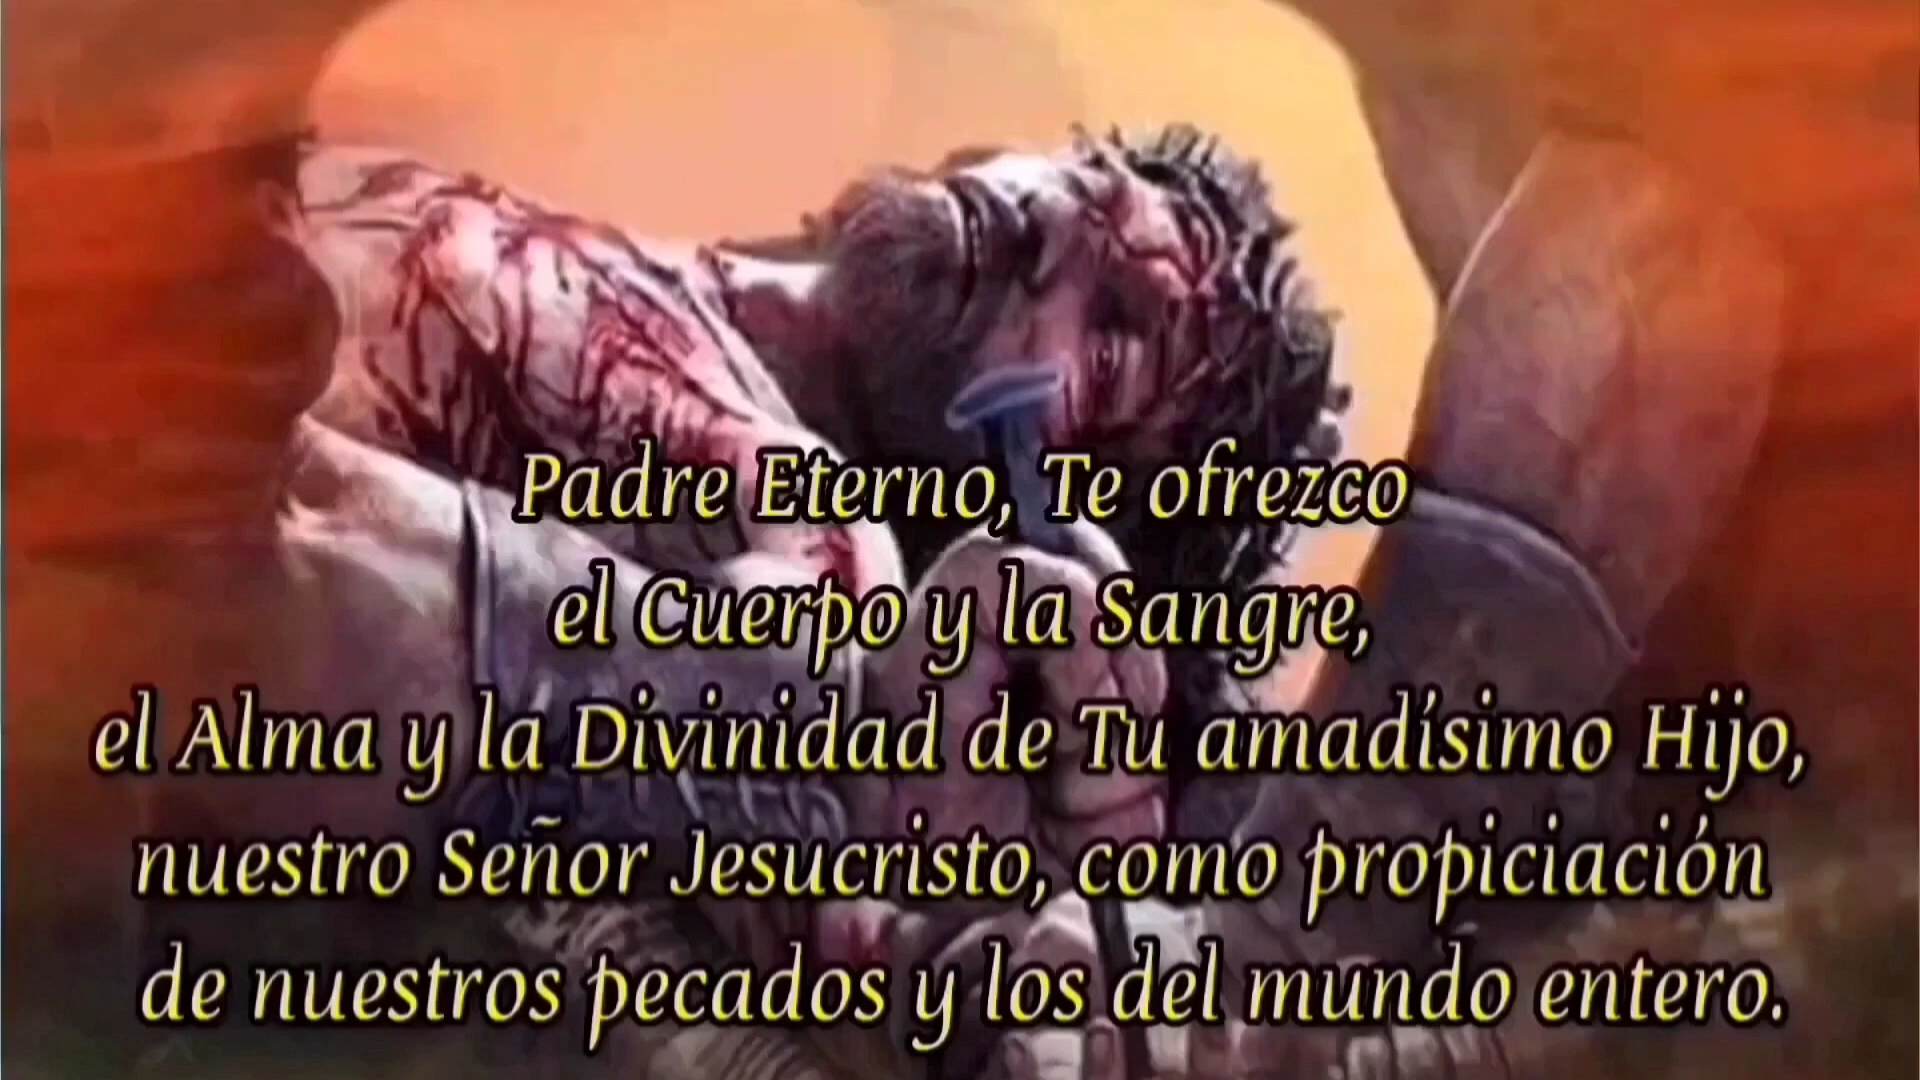 Padre Eterno, Te ofrezco
el Cuerpo y la Sangre,
el Alma y la Divinidad de Tu amadísimo Hijo,
nuestro Señor Jesucristo, como propiciación
de nuestros pecados y los del mundo entero.